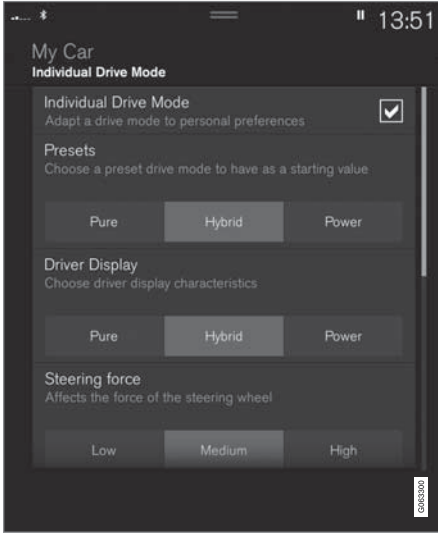 13:51
My Car
Individual Drive Mode
Individual Drive Mode
Adapt a drive mode to personal preferences
Presets
Choose a preset drive mode to have as a starting value
Pure Hybrid Power
Driver Display
Choose driver display characteristics
Pure Hybrid Power
Steering force
Affects the force of the steering wheel
Low Medium High
G063300